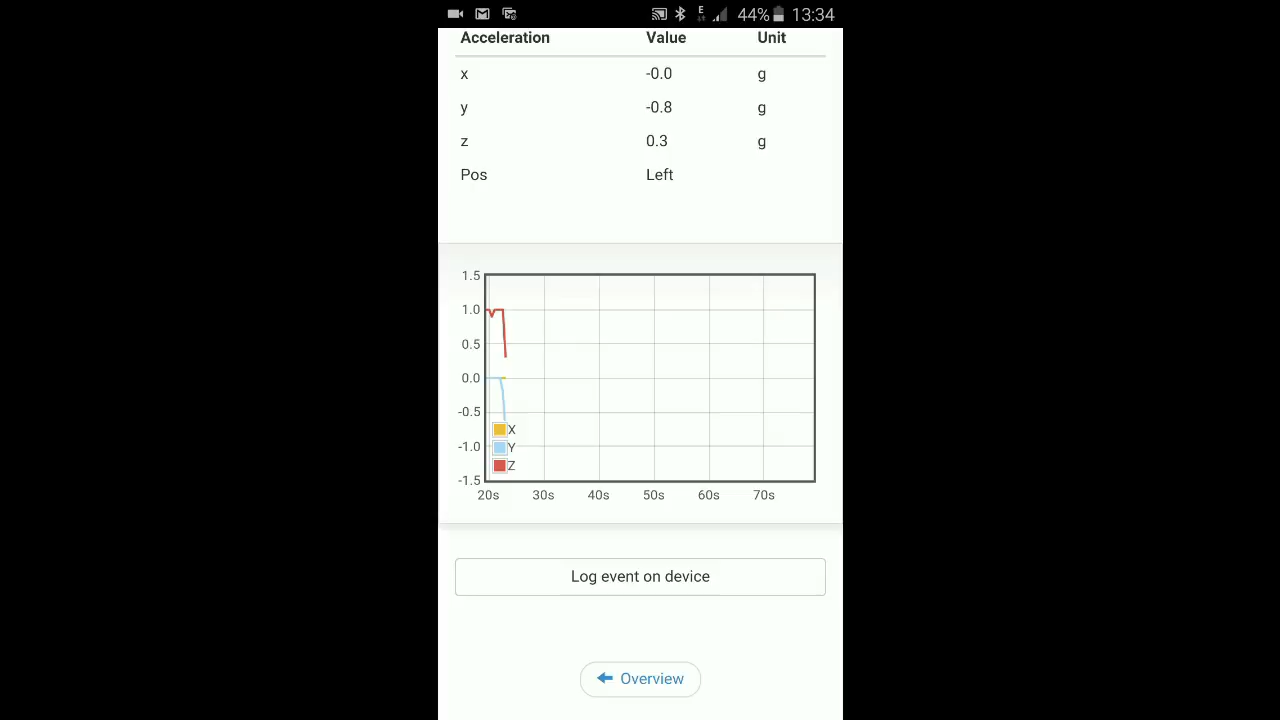 E 44% 13:34
Acceleration Value Unit
x -0.0 g
y -0.8 g
z 0.3 g
Pos Left
1.5
1.0
0.5
0.0
-0.5
X
-1.0 Y
Z
-1.5
20s 30s 40s 50s 60s 70s
Log event on device
Overview